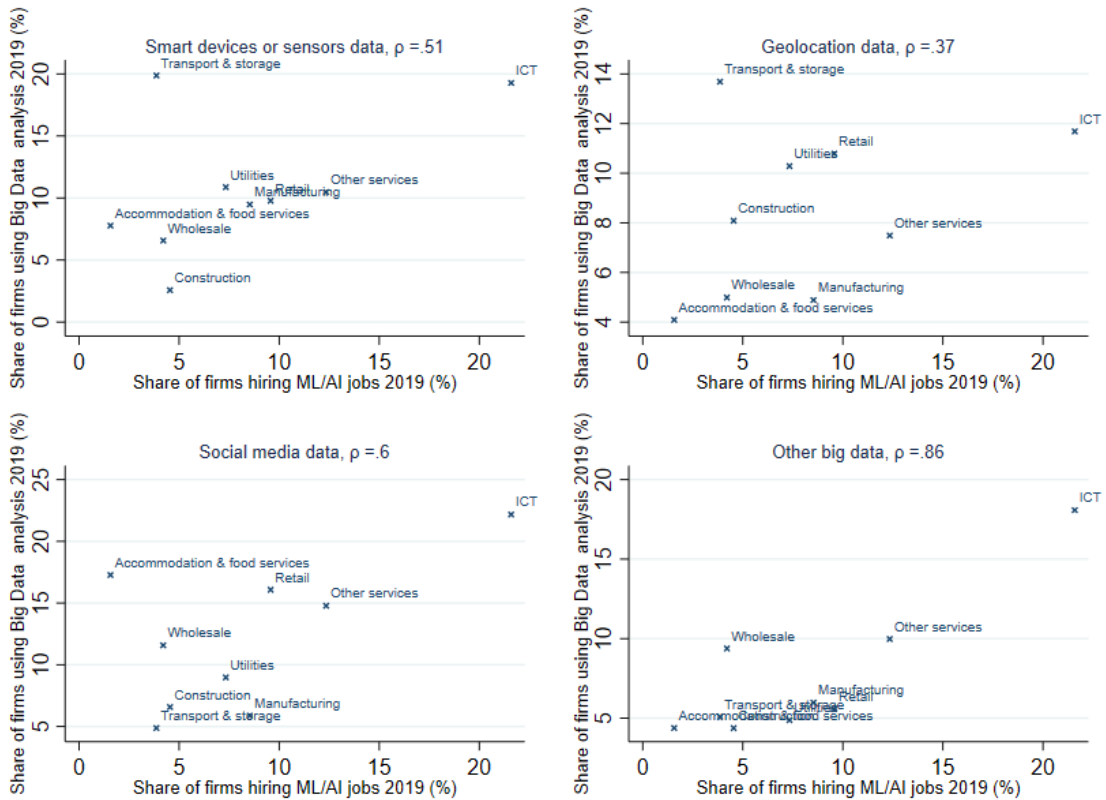 Smart devices or sensors data, ρ =.51
Share of firms using Big Data  analysis 2019 (%)
20
15
10
5
0
Transport & storage
ICT
Utilities
Other services
Retail
Manufacturing
Accommodation & food services
Wholesale
Construction
0 5 10 15 20
Share of firms hiring ML/AI jobs 2019 (%)
Geolocation data, ρ =.37
Share of firms using Big Data  analysis 2019 (%)
14
12
10
8
6
4
Transport & storage
ICT
Retail
Utilities
Construction
Other services
Wholesale
Manufacturing
Accommodation & food services
0 5 10 15 20
Share of firms hiring ML/AI jobs 2019 (%)
Social media data, ρ =.6
Share of firms using Big Data  analysis 2019 (%)
25
20
15
10
5
ICT
Accommodation & food services
Retail
Other services
Wholesale
Utilities
Construction
Manufacturing
Transport & storage
0 5 10 15 20
Share of firms hiring ML/AI jobs 2019 (%)
Other big data, ρ =.86
Share of firms using Big Data  analysis 2019 (%)
20
15
10
5
ICT
Other services
Wholesale
Manufacturing
Retail
Transport & storage
Utilities
Accommodation & food services
Construction
0 5 10 15 20
Share of firms hiring ML/AI jobs 2019 (%)